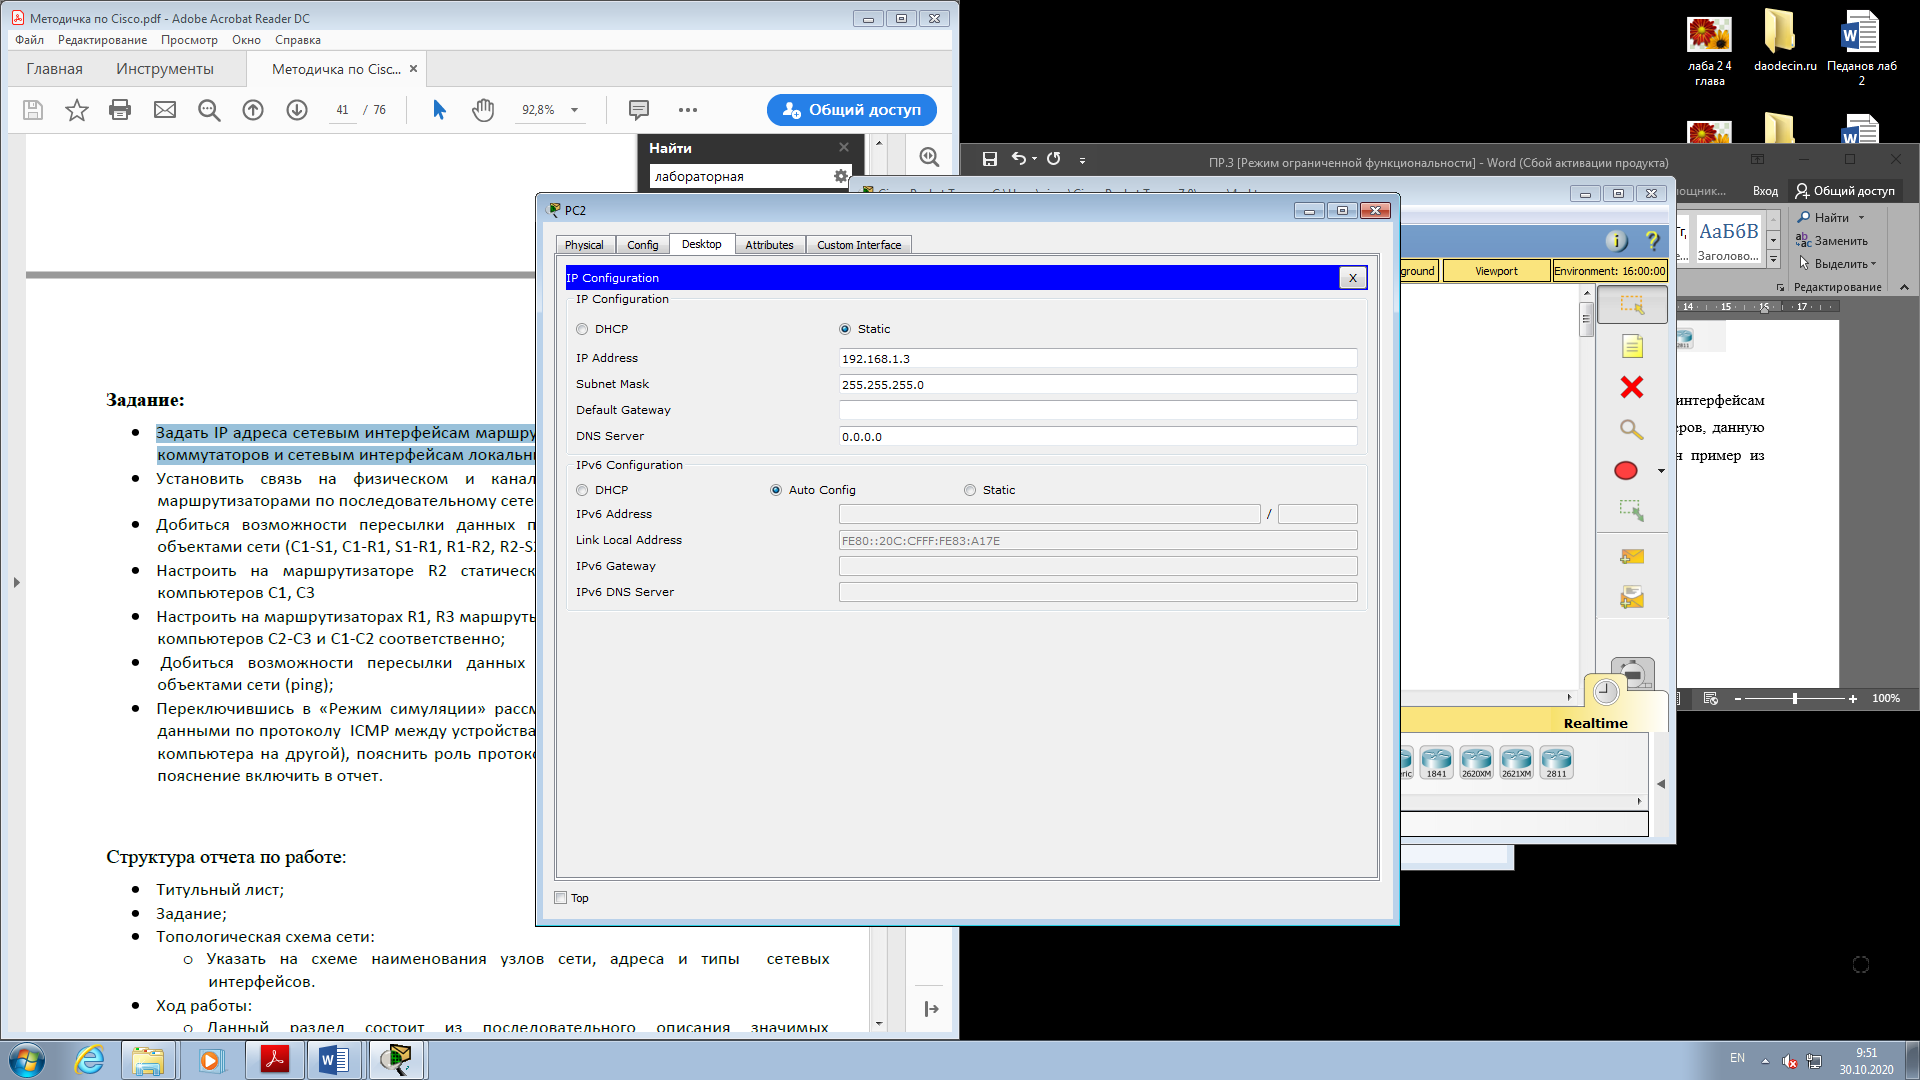 Методичка по Cisco.pdf - Adobe Acrobat Reader DC
Файл Редактирование Просмотр Окно Справка
Главная Инструменты Методичка по Cisc... ×
41 / 76 92,8% Общий доступ
Найти
лабораторная
Задание:
• Задать IP адреса сетевым интерфейсам
коммутаторов и сетевым интерфейсам
• Установить связь на физическом и
маршрутизаторами по последовательному
• Добиться возможности пересылки данных
объектами сети (C1-S1, C1-R1, S1-R1, R1-R2,
• Настроить на маршрутизаторе R2
компьютеров C1, C3
• Настроить на маршрутизаторах R1, R3
компьютеров C2-C3 и C1-C2 соответственно;
• Добиться возможности пересылки данных
объектами сети (ping);
• Переключившись в «Режим симуляции»
данными по протоколу ICMP между
компьютера на другой), пояснить роль
пояснение включить в отчет.
Структура отчета по работе:
• Титульный лист;
• Задание;
• Топологическая схема сети:
o Указать на схеме наименования узлов сети, адреса и типы сетевых
интерфейсов.
• Ход работы:
o Данный раздел состоит из последовательного описания значимых
PC2
Physical Config Desktop Attributes Custom Interface
IP Configuration X
IP Configuration
DHCP Static
IP Address 192.168.1.3
Subnet Mask 255.255.255.0
Default Gateway
DNS Server 0.0.0.0
IPv6 Configuration
DHCP Auto Config Static
IPv6 Address /
Link Local Address FE80::20C:CFFF:FE83:A17E
IPv6 Gateway
IPv6 DNS Server
Top
Viewport Environment: 16:00:00
Realtime
1841 2620XM 2621XM 2811
ПР.3 [Режим ограниченной функциональности] - Word (Сбой активации продукта)
Вход Общий доступ
АаБбВ
Заголово...
Найти
Заменить
Выделить
Редактирование
14 15 16 17
2811
интерфейсам
данную
пример из
100%
лаба 2 4
глава
daodecin.ru
Педанов лаб
2
EN
9:51
30.10.2020